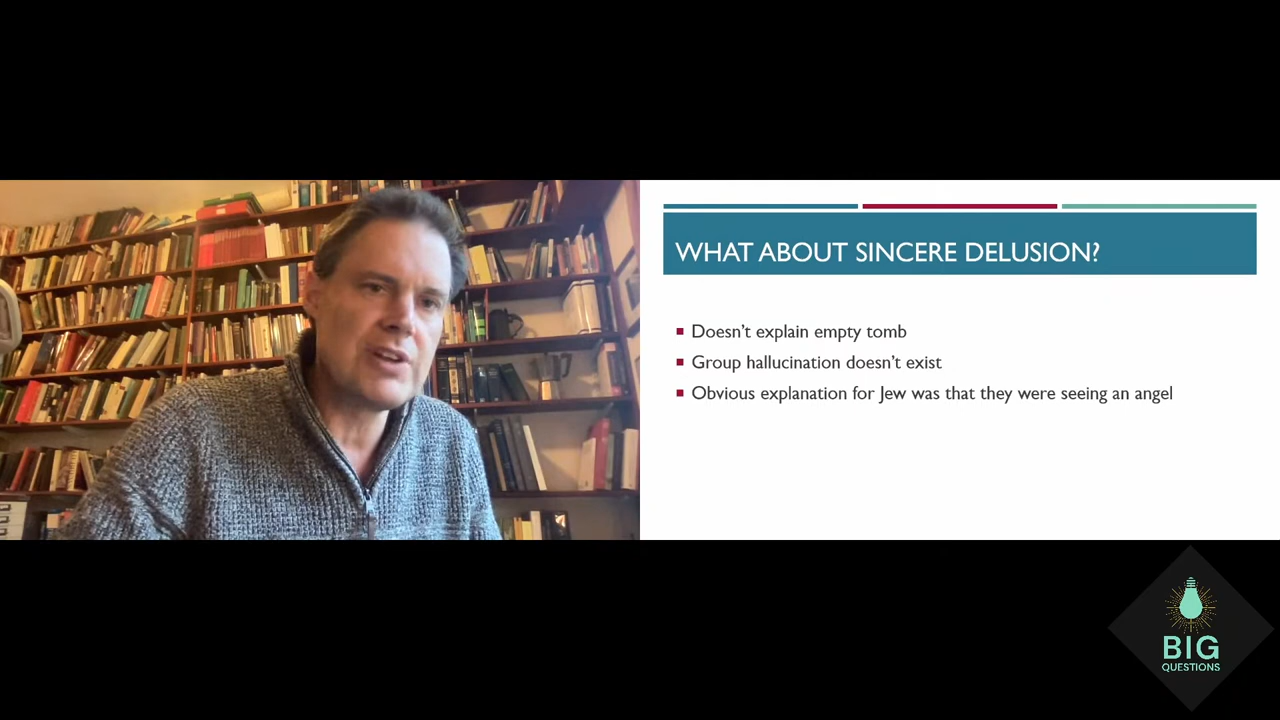 WHAT ABOUT SINCERE DELUSION?
Doesn't explain empty tomb
Group hallucination doesn't exist
Obvious explanation for Jew was that they were seeing an angel
BIG
QUESTIONS